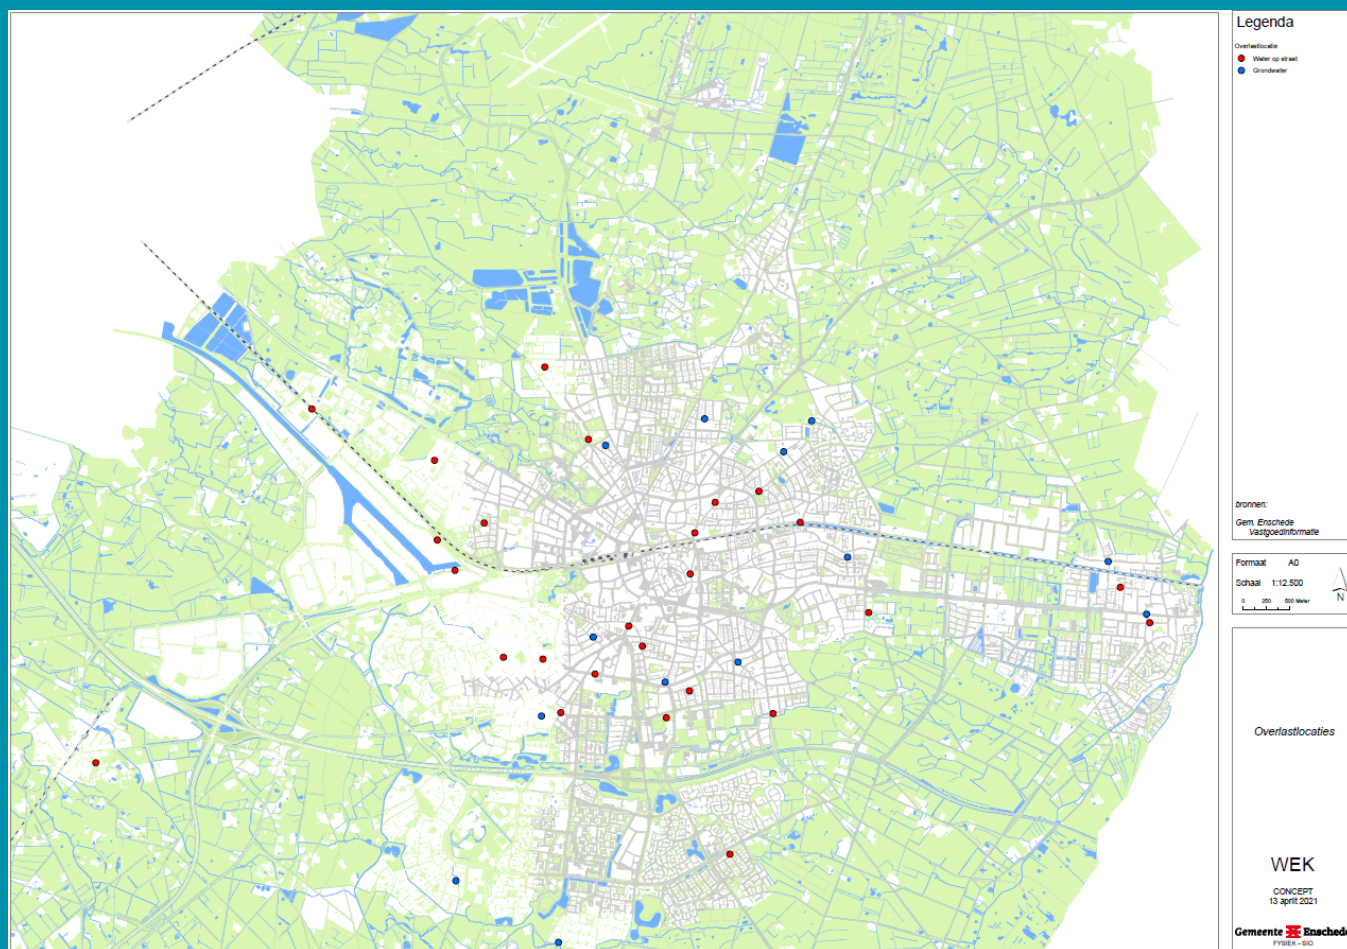 Legenda
Overlastlocatie
Water op straat
Grondwater
bronnen:
Gem. Enschede
Vastgoedinformatie
Formaat A0
Schaal 1:12.500
0 250 500 Meter
N
Overlastlocaties
WEK
CONCEPT
13 april 2021
Gemeente Enschede
FYSIEK - SIO